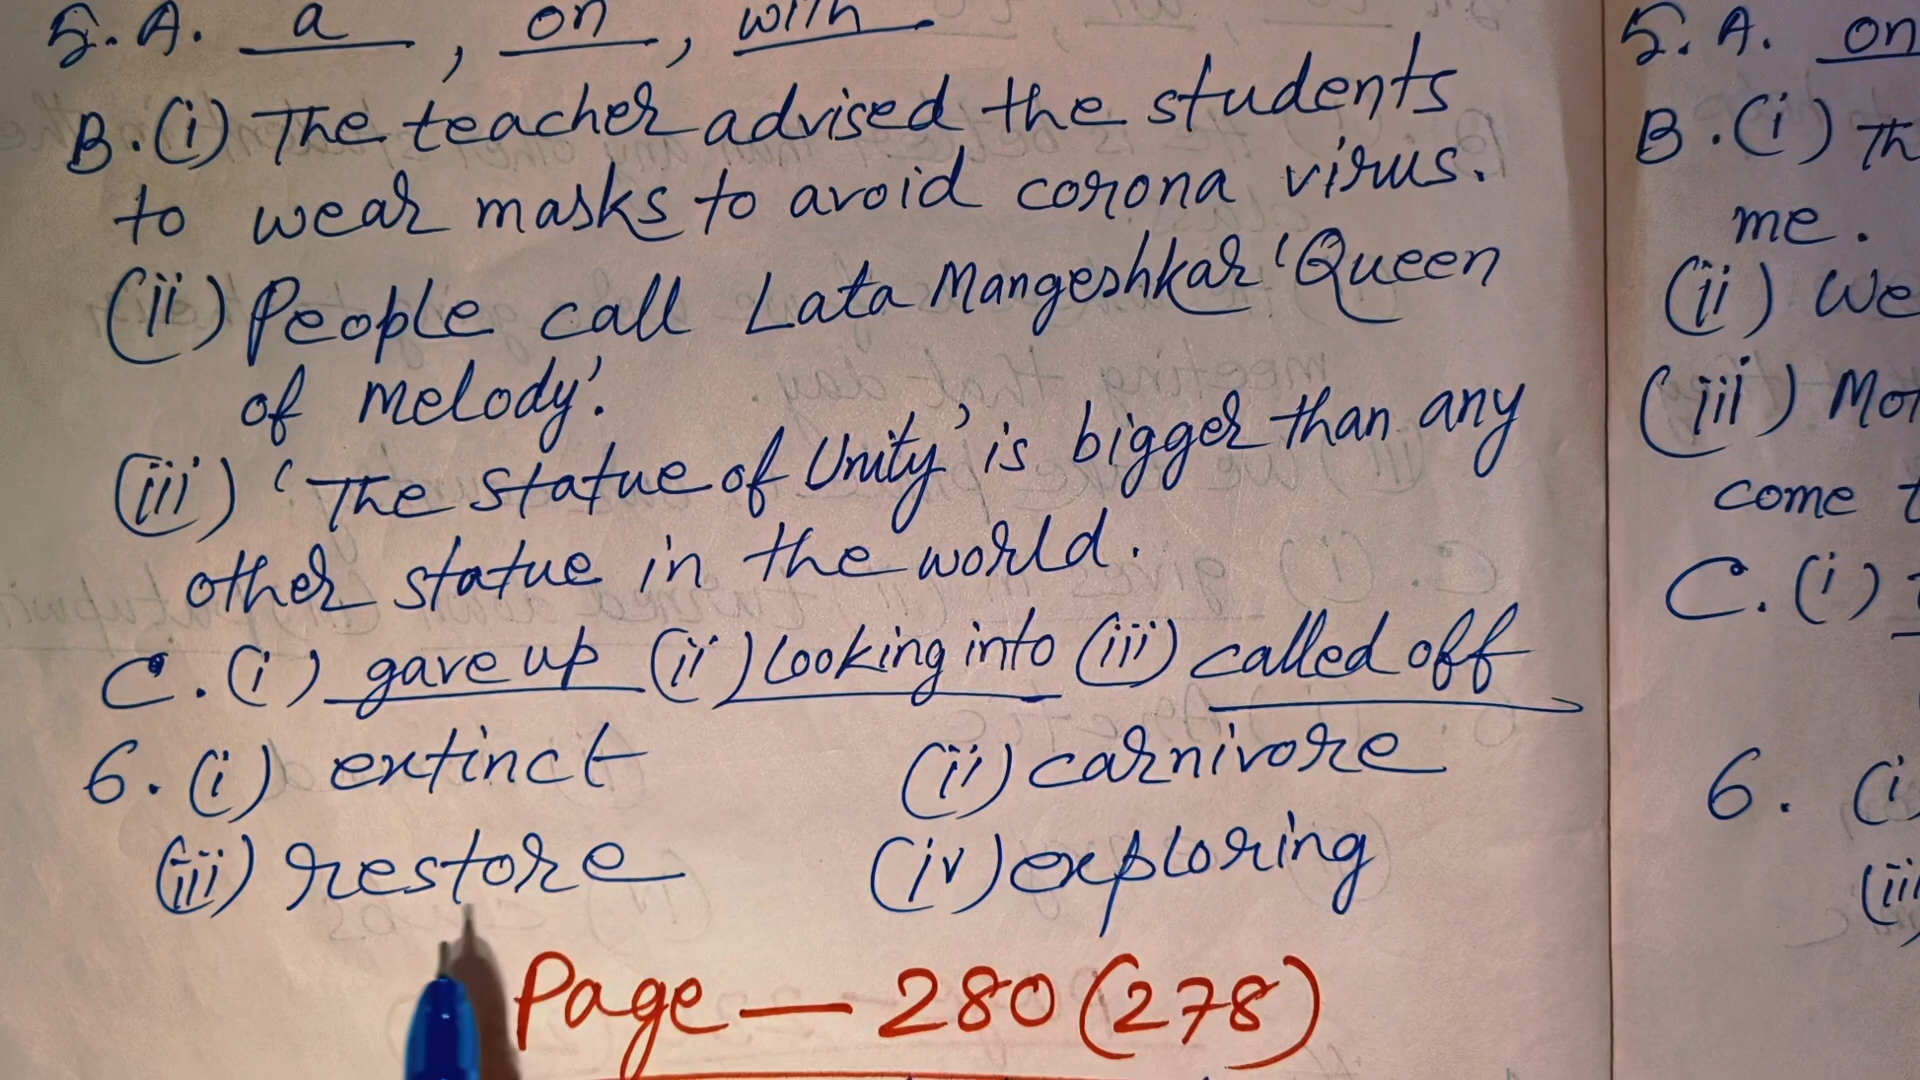 5. A. a, on, with
B. (i) The teacher advised the students
to wear masks to avoid corona virus.
(ii) People call Lata Mangeshkar 'Queen
of Melody'.
(iii) 'The Statue of Unity' is bigger than any
other statue in the world.
C. (i) gave up (ii) looking into (iii) called off
6. (i) extinct (ii) carnivore
(iii) restore (iv) exploring
Page — 280 (278)
5. A. on
B. (i) Th
me.
(ii) We
(iii) Mot
come t
C. (i)
6. (i
(iii